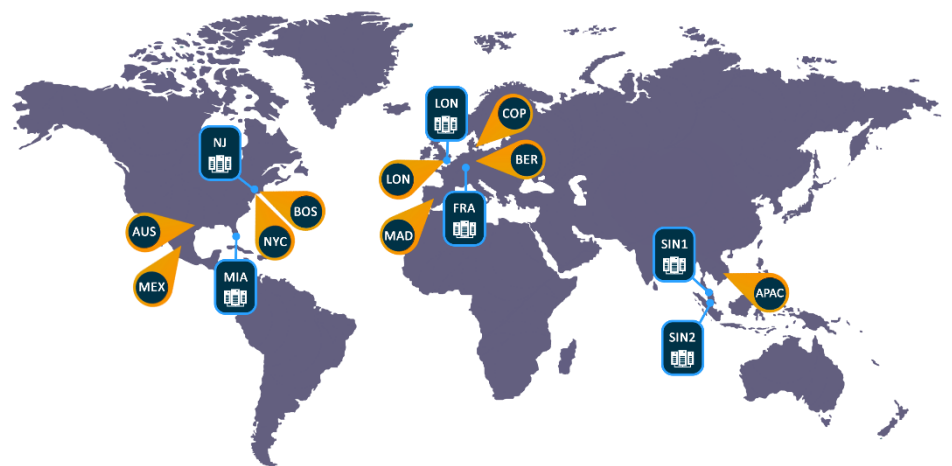 LON
COP
NJ
BER
LON
BOS
FRA
AUS
MAD
NYC
SIN1
MIA
MEX
APAC
SIN2